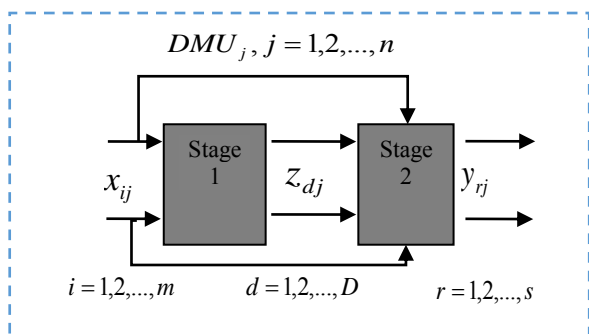 DMU_j, j = 1,2,...,n
Stage
1
Stage
2
x_ij
z_dj
y_rj
i = 1,2,...,m
d = 1,2,...,D
r = 1,2,...,s